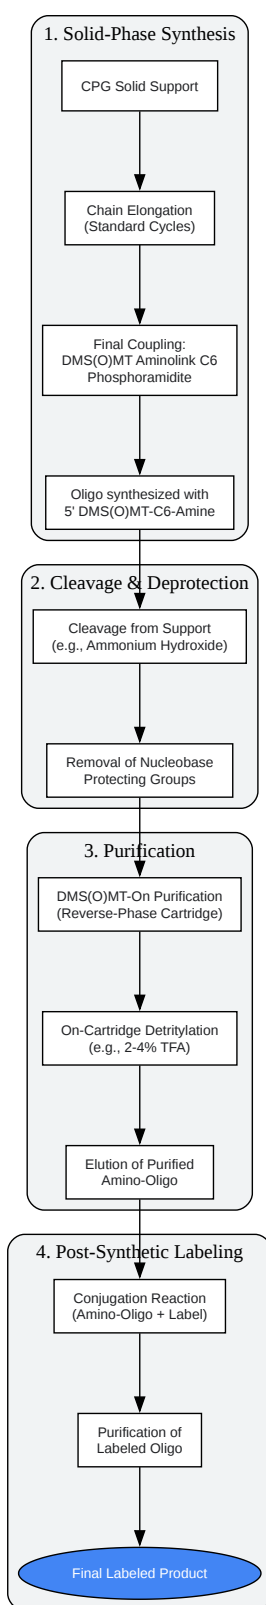 1. Solid-Phase Synthesis
CPG Solid Support
Chain Elongation
(Standard Cycles)
Final Coupling:
DMS(O)MT Aminolink C6
Phosphoramidite
Oligo synthesized with
5' DMS(O)MT-C6-Amine
2. Cleavage & Deprotection
Cleavage from Support
(e.g., Ammonium Hydroxide)
Removal of Nucleobase
Protecting Groups
3. Purification
DMS(O)MT-On Purification
(Reverse-Phase Cartridge)
On-Cartridge Detritylation
(e.g., 2-4% TFA)
Elution of Purified
Amino-Oligo
4. Post-Synthetic Labeling
Conjugation Reaction
(Amino-Oligo + Label)
Purification of
Labeled Oligo
Final Labeled Product